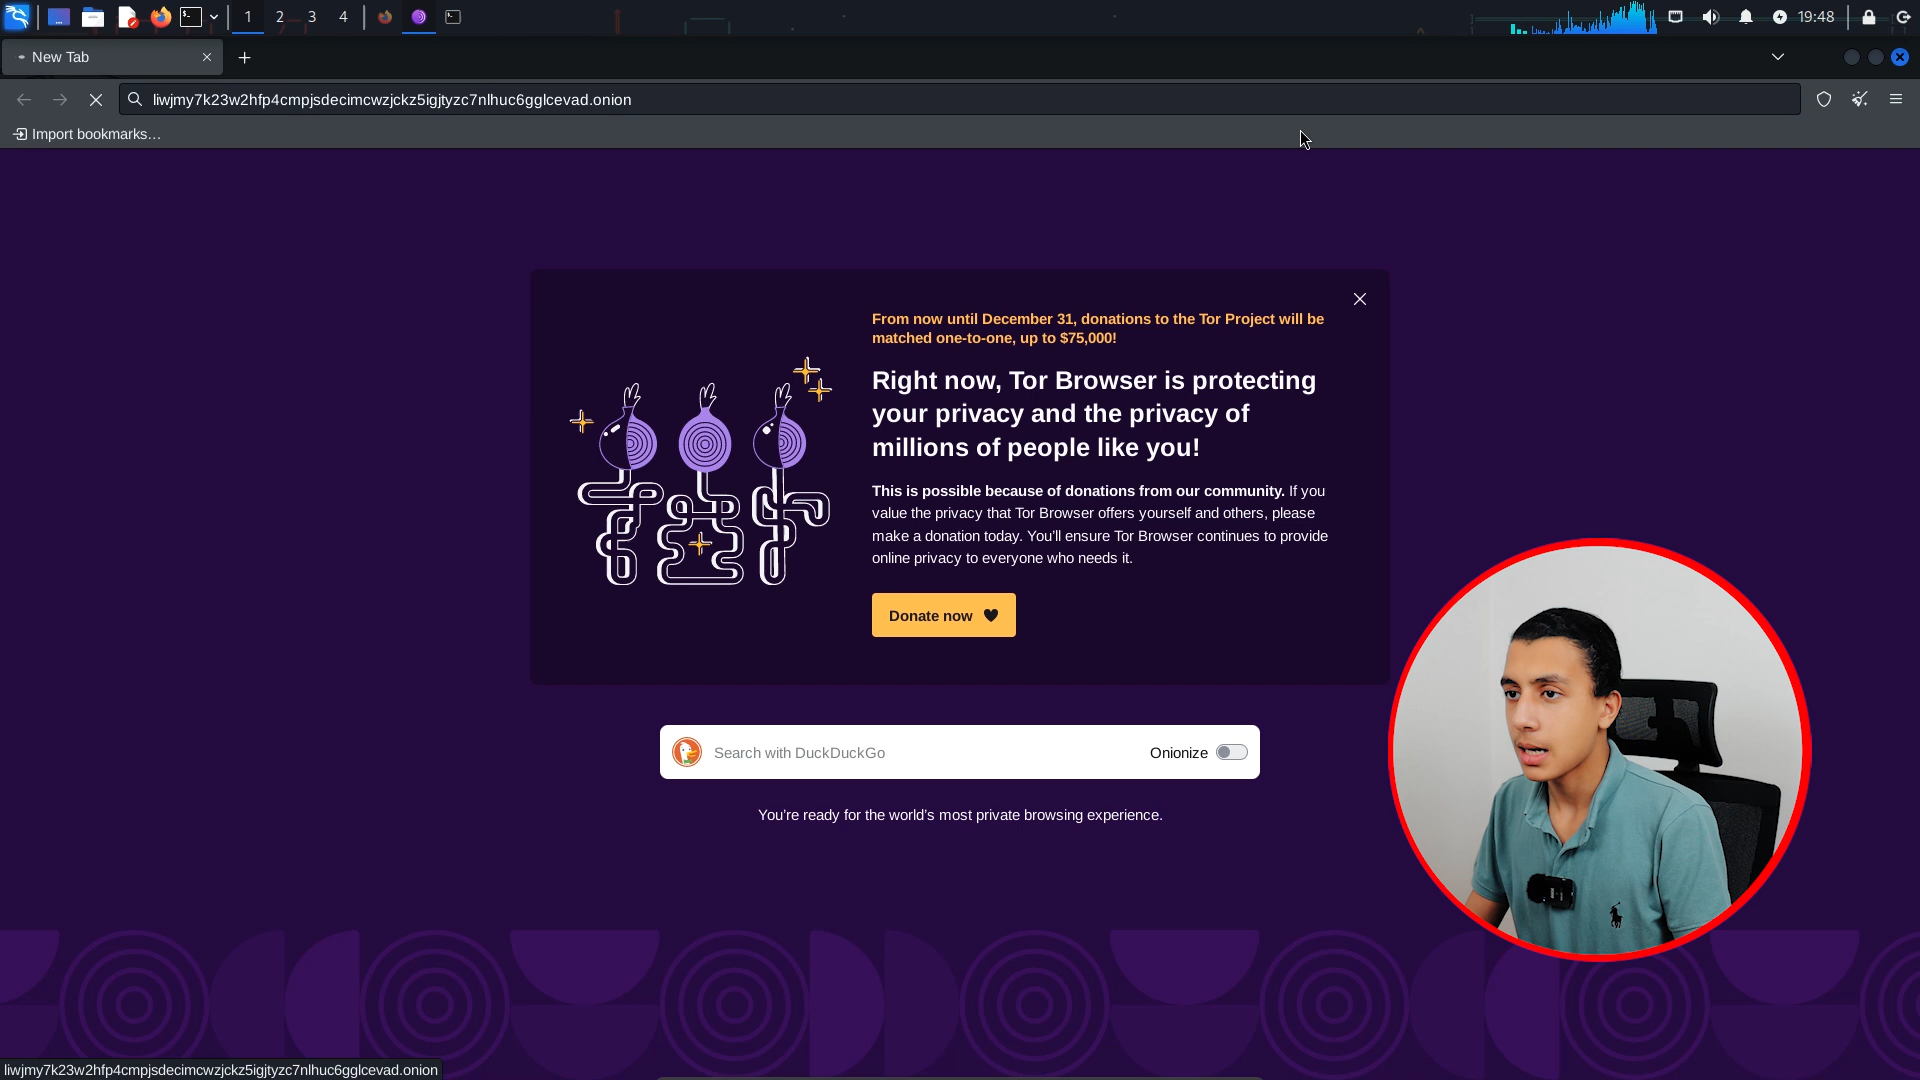 1 2 3 4 19:48
New Tab
liwjmy7k23w2hfp4cmpjsdecimcwzjckz5igjtyzc7nlhuc6gglcevad.onion
Import bookmarks…
From now until December 31, donations to the Tor Project will be
matched one-to-one, up to $75,000!
Right now, Tor Browser is protecting
your privacy and the privacy of
millions of people like you!
This is possible because of donations from our community. If you
value the privacy that Tor Browser offers yourself and others, please
make a donation today. You’ll ensure Tor Browser continues to provide
online privacy to everyone who needs it.
Donate now
Search with DuckDuckGo Onionize
You’re ready for the world’s most private browsing experience.
liwjmy7k23w2hfp4cmpjsdecimcwzjckz5igjtyzc7nlhuc6gglcevad.onion